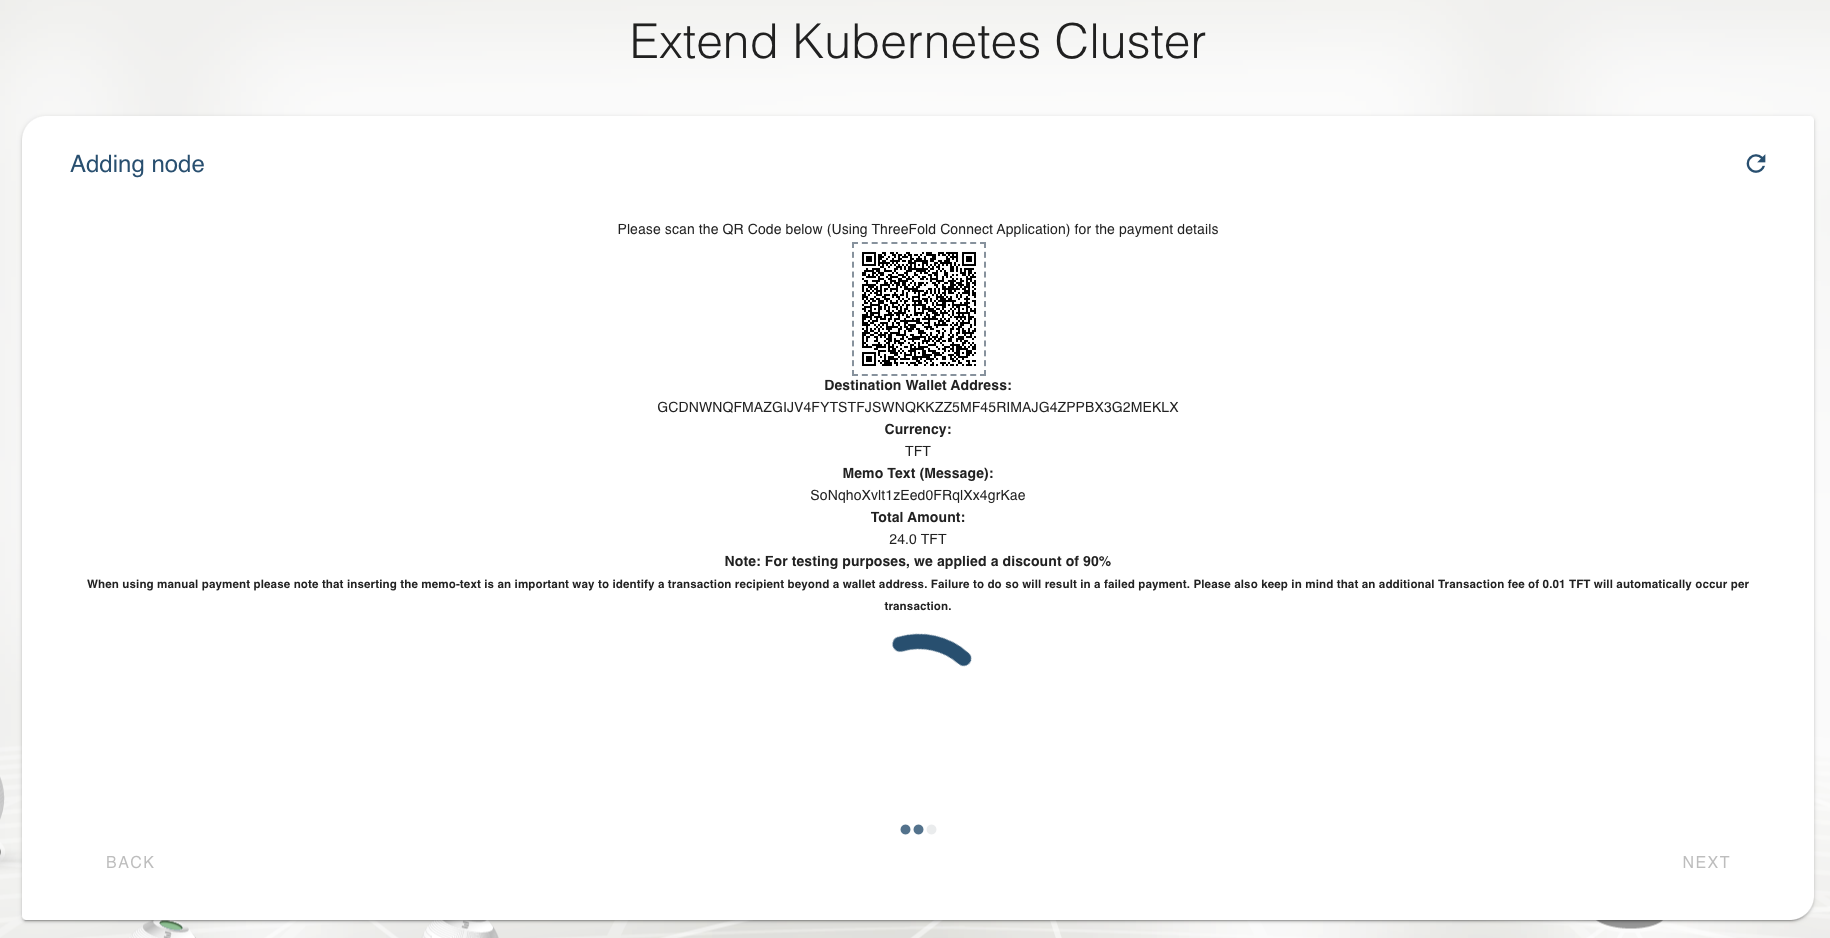 Extend Kubernetes Cluster
Adding node
Please scan the QR Code below (Using ThreeFold Connect Application) for the payment details
Destination Wallet Address:
GCDNWNQFMAZGIJV4FYTSTFJSWNQKKZZ5MF45RIMAJG4ZPPBX3G2MEKLX
Currency:
TFT
Memo Text (Message):
SoNqhoXvlt1zEed0FRqlXx4grKae
Total Amount:
24.0 TFT
Note: For testing purposes, we applied a discount of 90%
When using manual payment please note that inserting the memo-text is an important way to identify a transaction recipient beyond a wallet address. Failure to do so will result in a failed payment. Please also keep in mind that an additional Transaction fee of 0.01 TFT will automatically occur per
transaction.
BACK
NEXT